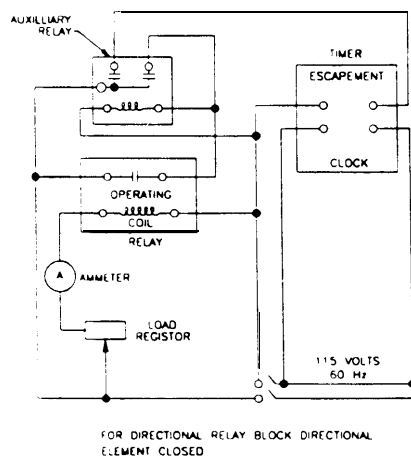 AUXILLIARY
RELAY
TIMER
ESCAPEMENT
CLOCK
OPERATING
COIL
RELAY
A
AMMETER
LOAD
REGISTOR
115 VOLTS
60 Hz
FOR DIRECTIONAL RELAY BLOCK DIRECTIONAL
ELEMENT CLOSED